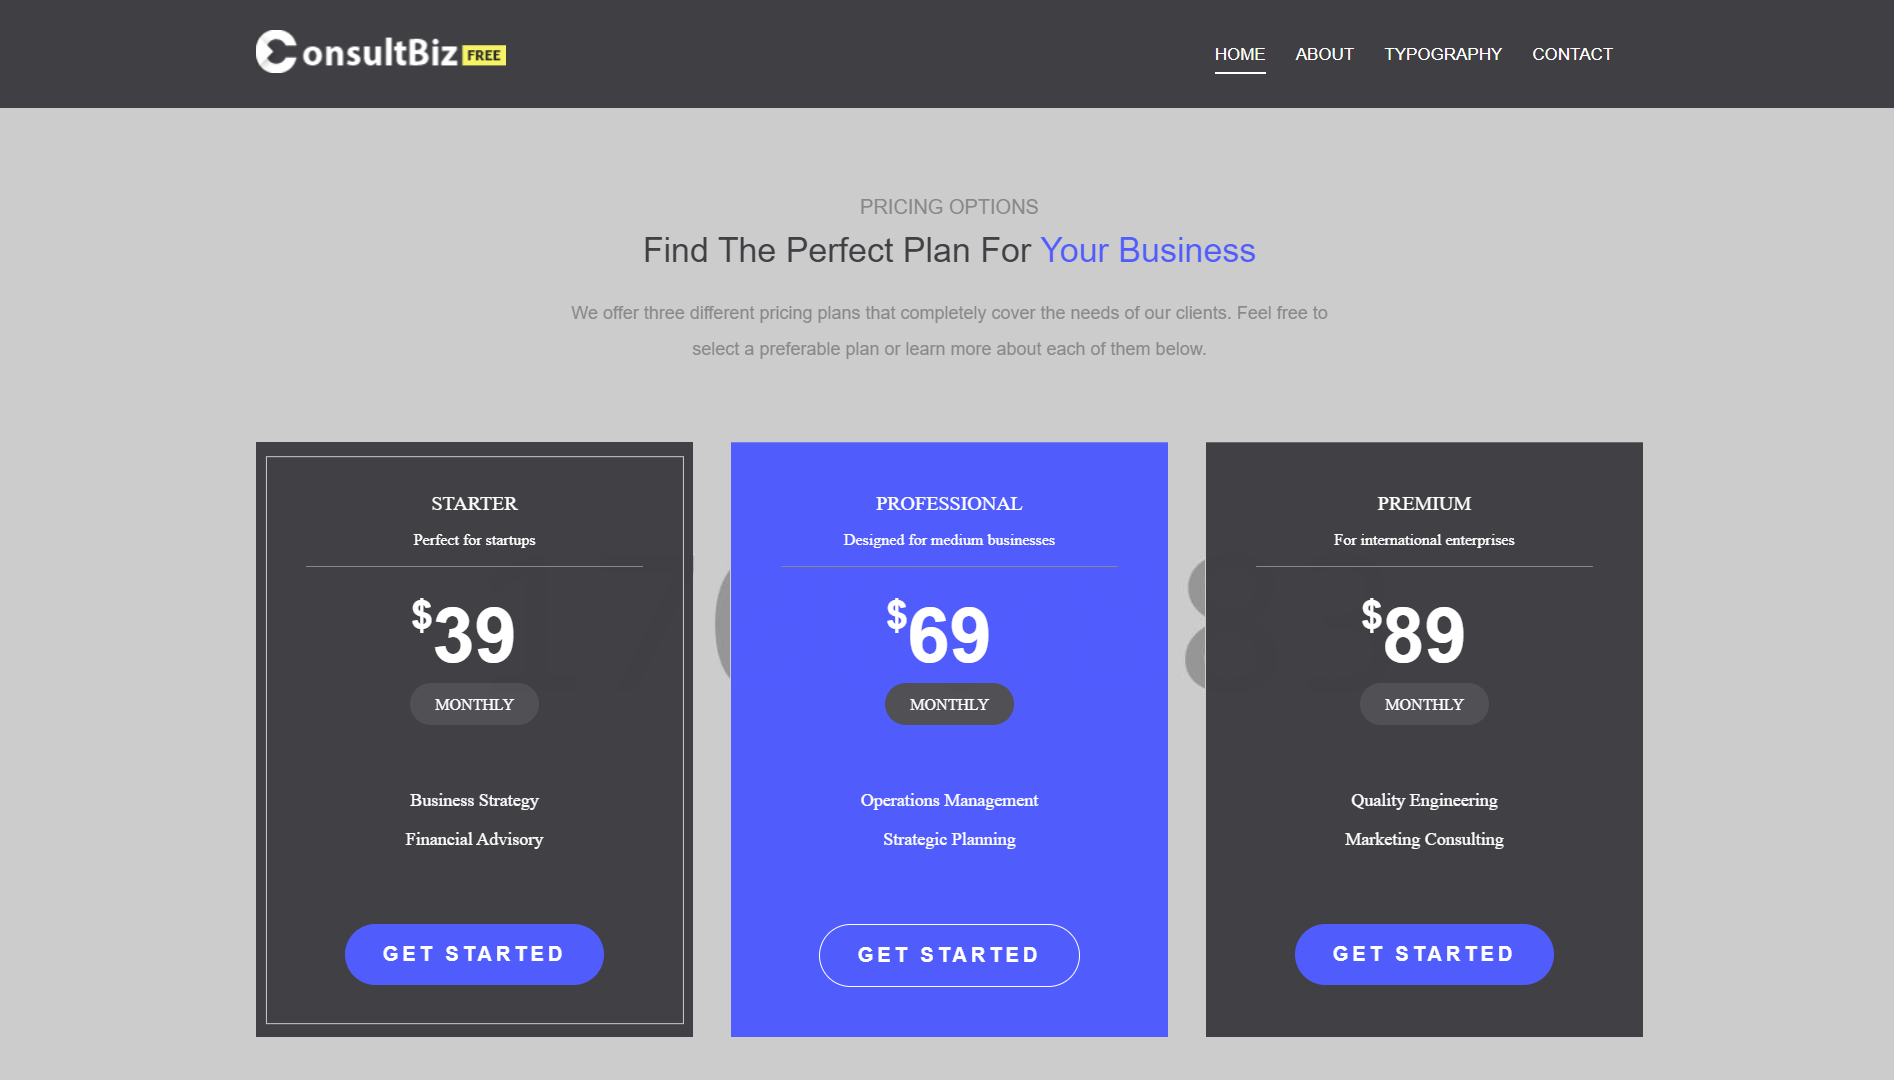 ConsultBiz FREE
HOME ABOUT TYPOGRAPHY CONTACT
PRICING OPTIONS
Find The Perfect Plan For Your Business
We offer three different pricing plans that completely cover the needs of our clients. Feel free to
select a preferable plan or learn more about each of them below.
STARTER
Perfect for startups
$39
MONTHLY
Business Strategy
Financial Advisory
GET STARTED
PROFESSIONAL
Designed for medium businesses
$69
MONTHLY
Operations Management
Strategic Planning
GET STARTED
PREMIUM
For international enterprises
$89
MONTHLY
Quality Engineering
Marketing Consulting
GET STARTED